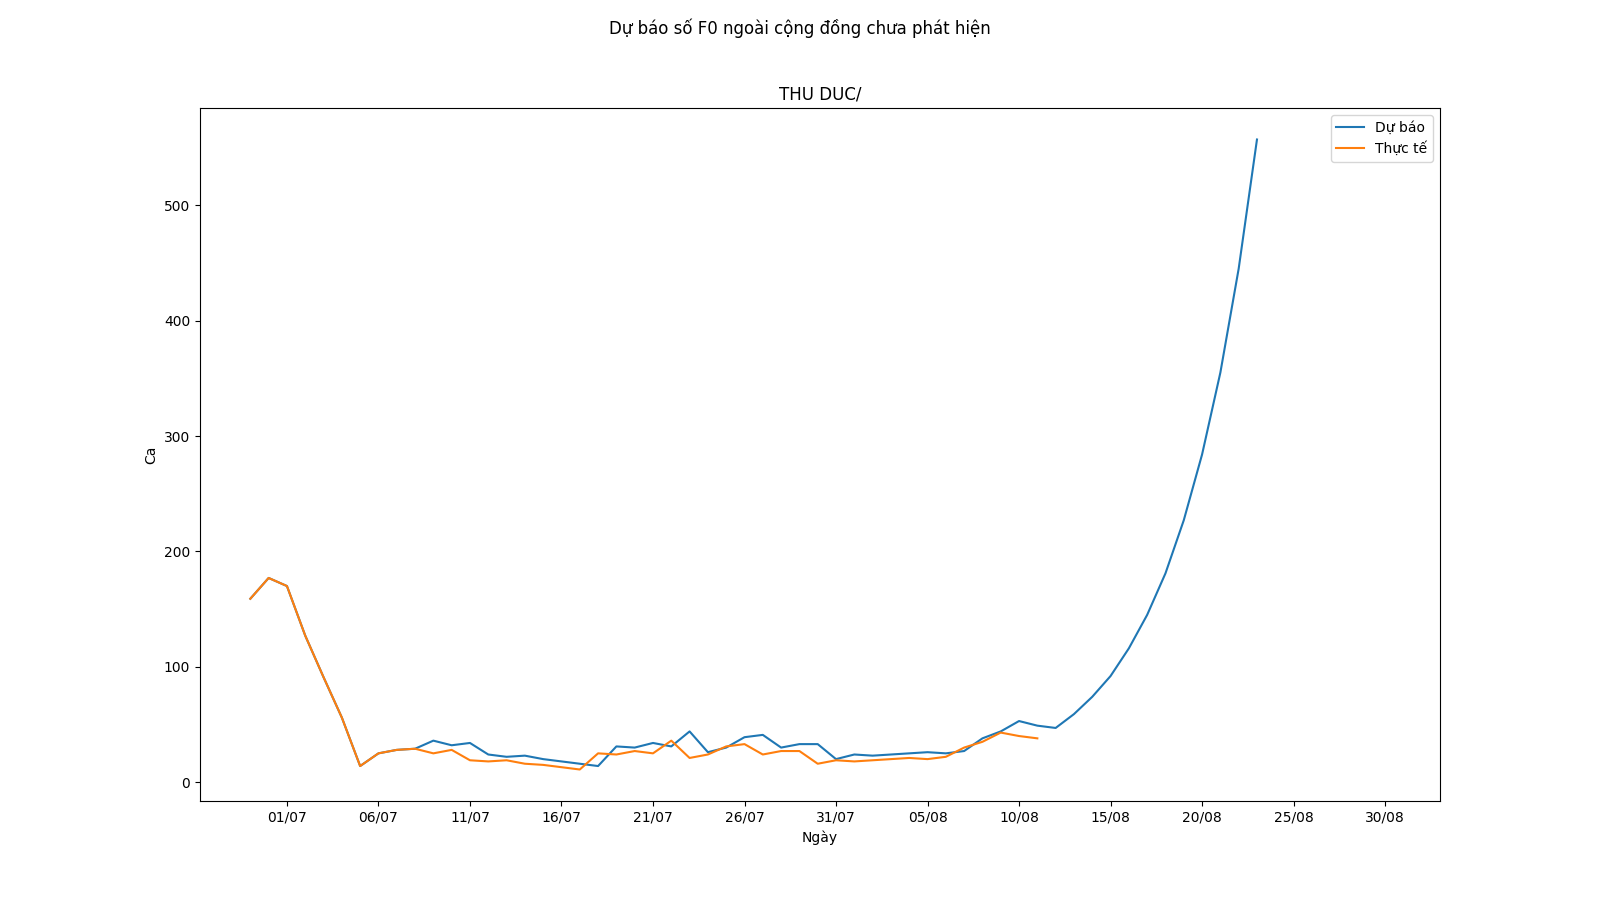 Dự báo số F0 ngoài cộng đồng chưa phát hiện
THU DUC/
Dự báo
Thực tế
500
400
300
200
100
0
Ca
01/07 06/07 11/07 16/07 21/07 26/07 31/07 05/08 10/08 15/08 20/08 25/08 30/08
Ngày